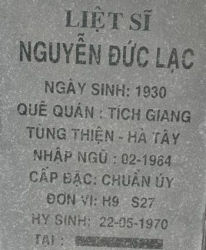 LIỆT SĨ
NGUYỄN ĐỨC LẠC
NGÀY SINH: 1930
QUÊ QUÁN : TÍCH GIANG
TÙNG THIỆN - HÀ TÂY
NHẬP NGŨ : 02-1964
CẤP BẬC: CHUẨN ÚY
ĐƠN VỊ: H9 S27
HY SINH: 22-05-1970
TẠI :